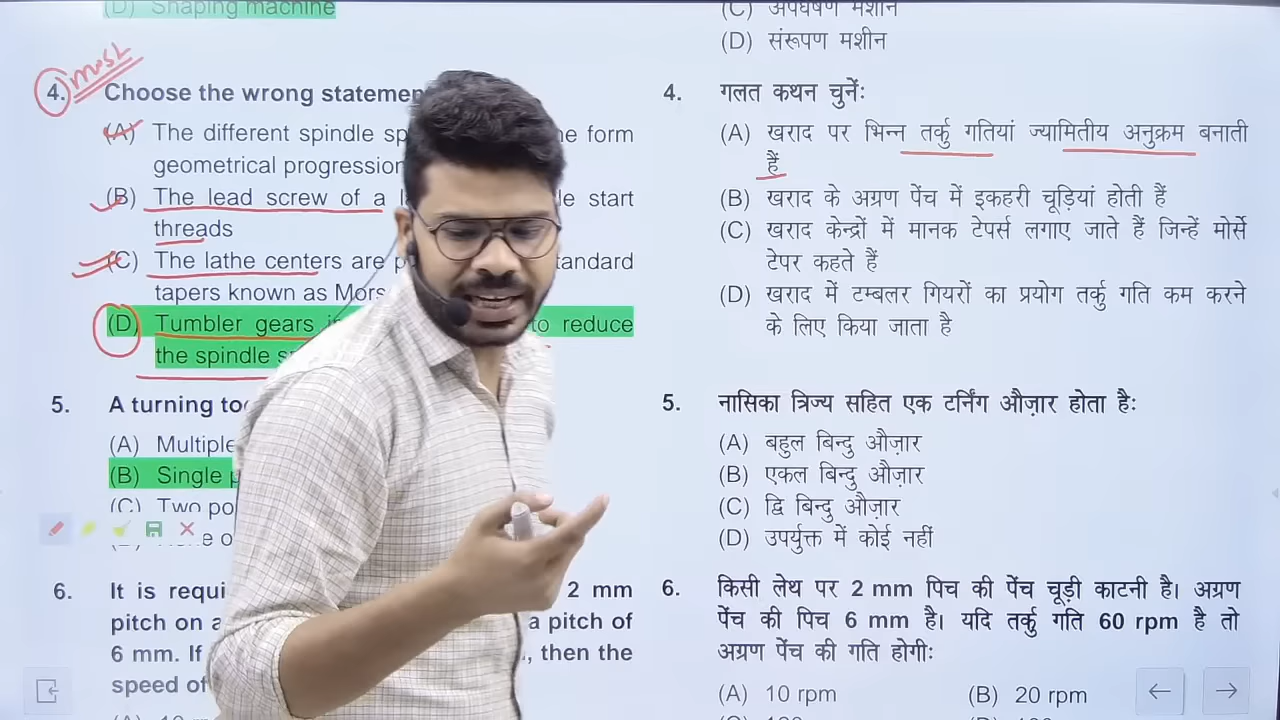 (D) Shaping machine
most
4. Choose the wrong statemen
(A) The different spindle sp ne form
geometrical progression
(B) The lead screw of a le start
threads
(C) The lathe centers are p tandard
tapers known as Mors
(D) Tumbler gears i to reduce
the spindle s
5. A turning too
(A) Multiple
(B) Single p
(C) Two po
e o
6. It is requi 2 mm
pitch on a a pitch of
6 mm. If , then the
speed of
(C) अपघर्षण मशीन
(D) संरूपण मशीन
4. गलत कथन चुनेंः
(A) खराद पर भिन्न तर्कु गतियां ज्यामितीय अनुक्रम बनाती
हैं
(B) खराद के अग्रण पेंच में इकहरी चूड़ियां होती हैं
(C) खराद केन्द्रों में मानक टेपर्स लगाए जाते हैं जिन्हें मोर्से
टेपर कहते हैं
(D) खराद में टम्बलर गियरों का प्रयोग तर्कु गति कम करने
के लिए किया जाता है
5. नासिका त्रिज्य सहित एक टर्निंग औज़ार होता हैः
(A) बहुल बिन्दु औज़ार
(B) एकल बिन्दु औज़ार
(C) द्वि बिन्दु औज़ार
(D) उपर्युक्त में कोई नहीं
6. किसी लेथ पर 2 mm पिच की पेंच चूड़ी काटनी है। अग्रण
पेंच की पिच 6 mm है। यदि तर्कु गति 60 rpm है तो
अग्रण पेंच की गति होगीः
(A) 10 rpm (B) 20 rpm